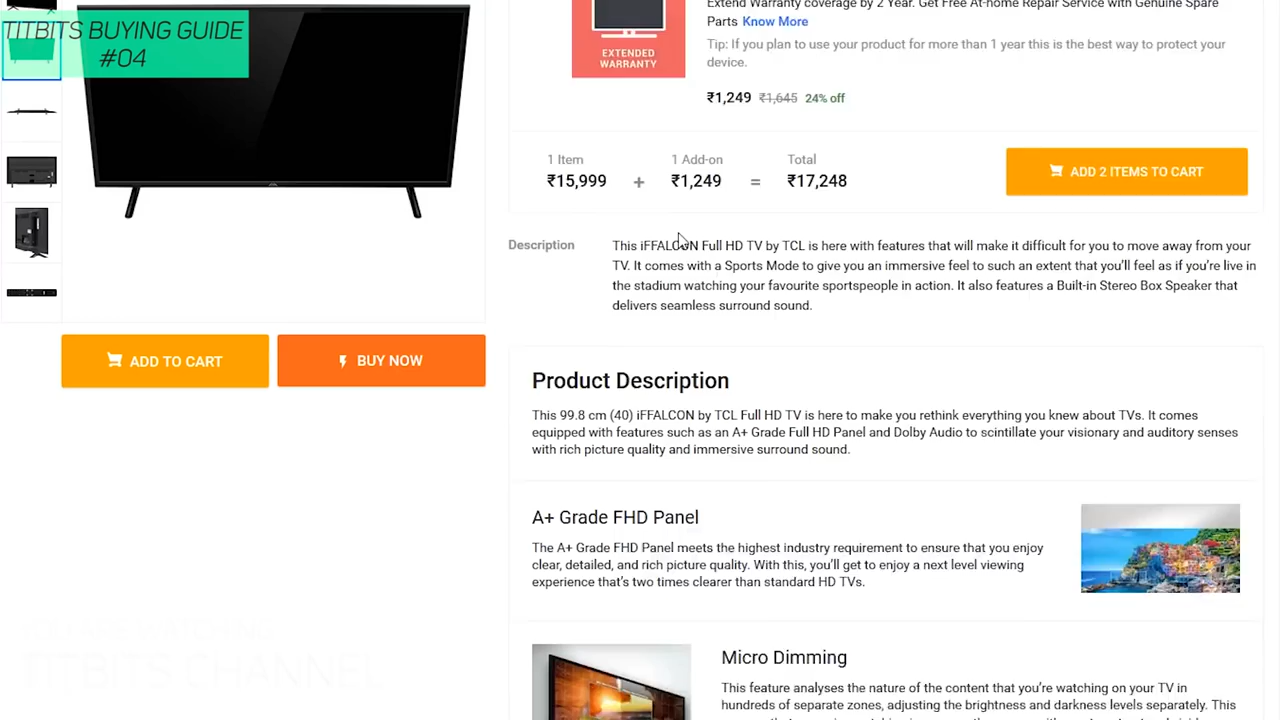 TITBITS BUYING GUIDE
#04
EXTENDED
WARRANTY
Extend Warranty coverage by 2 Year. Get Free At-home Repair Service with Genuine Spare
Parts Know More
Tip: If you plan to use your product for more than 1 year this is the best way to protect your
device.
₹1,249 ₹1,645 24% off
1 Item 1 Add-on Total
₹15,999 + ₹1,249 = ₹17,248
ADD 2 ITEMS TO CART
Description
This iFFALCON Full HD TV by TCL is here with features that will make it difficult for you to move away from your
TV. It comes with a Sports Mode to give you an immersive feel to such an extent that you'll feel as if you're live in
the stadium watching your favourite sportspeople in action. It also features a Built-in Stereo Box Speaker that
delivers seamless surround sound.
ADD TO CART
BUY NOW
Product Description
This 99.8 cm (40) iFFALCON by TCL Full HD TV is here to make you rethink everything you knew about TVs. It comes
equipped with features such as an A+ Grade Full HD Panel and Dolby Audio to scintillate your visionary and auditory senses
with rich picture quality and immersive surround sound.
A+ Grade FHD Panel
The A+ Grade FHD Panel meets the highest industry requirement to ensure that you enjoy
clear, detailed, and rich picture quality. With this, you'll get to enjoy a next level viewing
experience that's two times clearer than standard HD TVs.
Micro Dimming
This feature analyses the nature of the content that you're watching on your TV in
hundreds of separate zones, adjusting the brightness and darkness levels separately. This
TITBITS CHANNEL